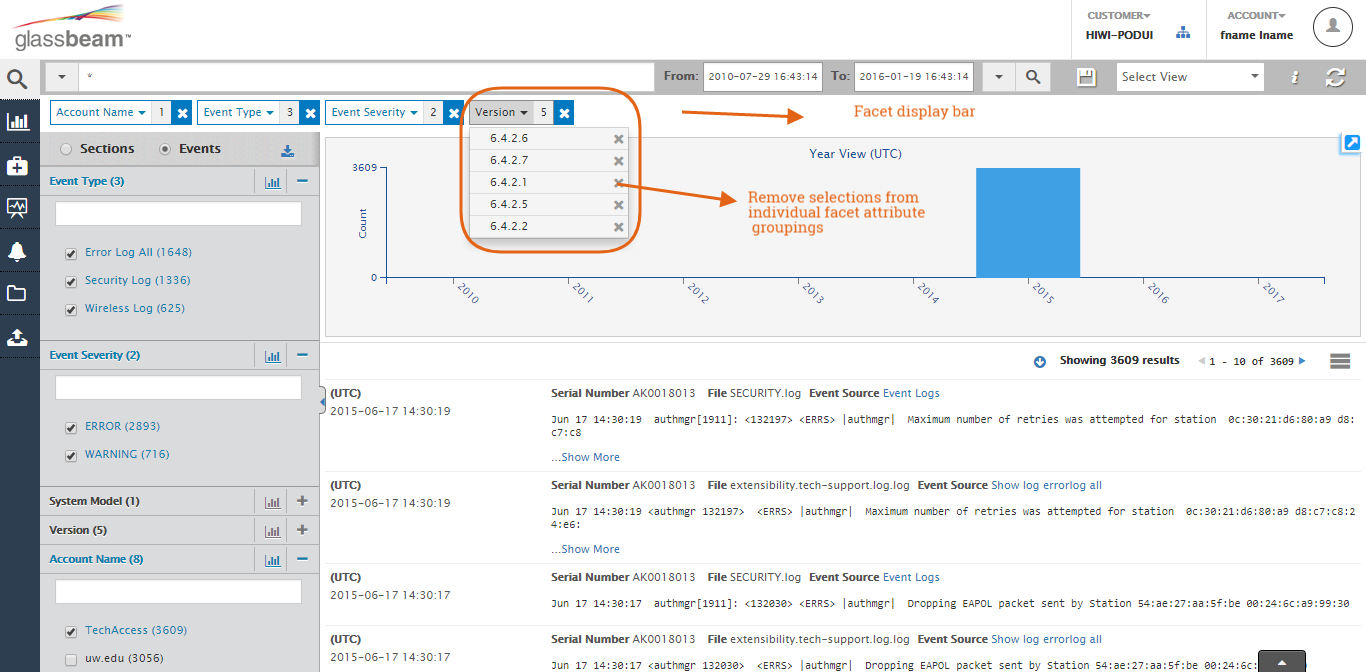 glassbeam™
CUSTOMER
HIWI-PODUI
ACCOUNT
fname lname
*
From: 2010-07-29 16:43:14 To: 2016-01-19 16:43:14
Select View
i
Account Name 1 Event Type 3 Event Severity 2 Version 5
6.4.2.6
6.4.2.7
6.4.2.1
6.4.2.5
6.4.2.2
Facet display bar
Remove selections from
individual facet attribute
groupings
Sections Events
Event Type (3)
Error Log All (1648)
Security Log (1336)
Wireless Log (625)
Event Severity (2)
ERROR (2893)
WARNING (716)
System Model (1)
Version (5)
Account Name (8)
TechAccess (3609)
uw.edu (3056)
Year View (UTC)
3609
Count
0
2010 2011 2012 2013 2014 2015 2016 2017
Showing 3609 results 1 - 10 of 3609
(UTC)
2015-06-17 14:30:19
Serial Number AK0018013 File SECURITY.log Event Source Event Logs
Jun 17 14:30:19 authmgr[1911]: <132197> <ERRS> |authmgr| Maximum number of retries was attempted for station 0c:30:21:d6:80:a9 d8:
c7:c8
...Show More
(UTC)
2015-06-17 14:30:19
Serial Number AK0018013 File extensibility.tech-support.log.log Event Source Show log errorlog all
Jun 17 14:30:19 <authmgr 132197> <ERRS> |authmgr| Maximum number of retries was attempted for station 0c:30:21:d6:80:a9 d8:c7:c8:2
4:e6:
...Show More
(UTC)
2015-06-17 14:30:17
Serial Number AK0018013 File SECURITY.log Event Source Event Logs
Jun 17 14:30:17 authmgr[1911]: <132030> <ERRS> |authmgr| Dropping EAPOL packet sent by Station 54:ae:27:aa:5f:be 00:24:6c:a9:99:30
(UTC)
2015-06-17 14:30:17
Serial Number AK0018013 File extensibility.tech-support.log.log Event Source Show log errorlog all
Jun 17 14:30:17 <authmgr 132030> <ERRS> |authmgr| Dropping EAPOL packet sent by Station 54:ae:27:aa:5f:be 00:24:6c: